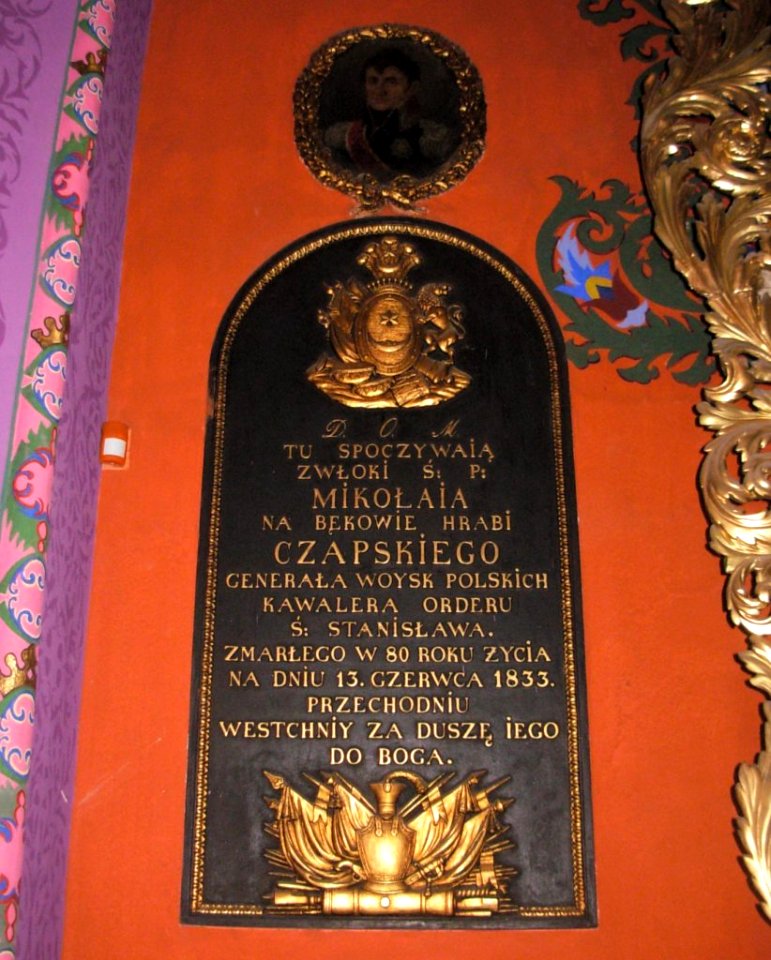 D. O. M.
TU SPOCZYWAIĄ
ZWŁOKI Ś: P:
MIKOŁAIA
NA BĘKOWIE HRABI
CZAPSKIEGO
GENERAŁA WOYSK POLSKICH
KAWALERA ORDERU
Ś: STANISŁAWA.
ZMARŁEGO W 80 ROKU ŻYCIA
NA DNIU 13. CZERWCA 1833.
PRZECHODNIU
WESTCHNIY ZA DUSZĘ IEGO
DO BOGA.